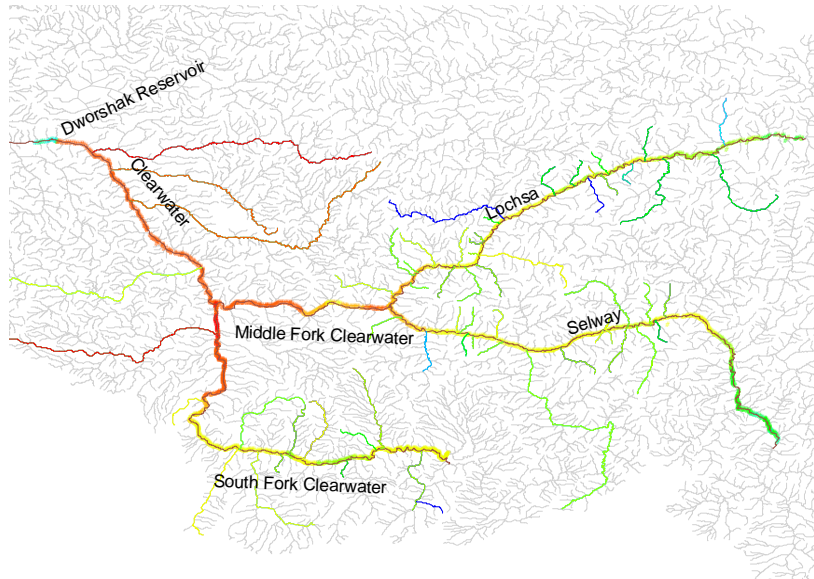 Dworshak Reservoir
Clearwater
Lochsa
Selway
Middle Fork Clearwater
South Fork Clearwater